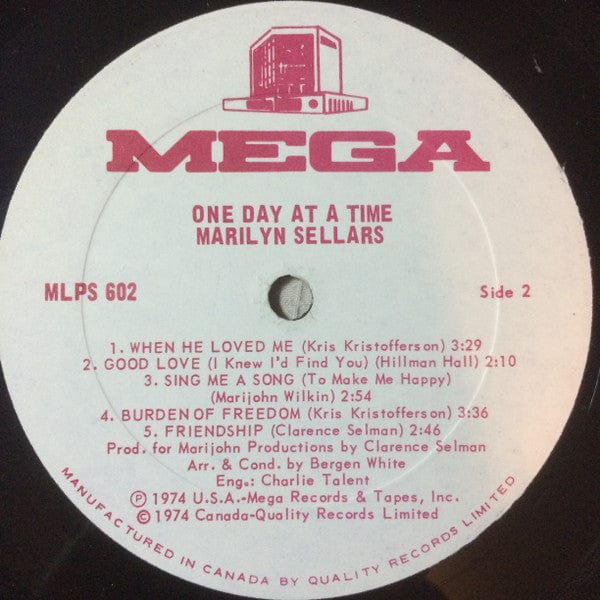 MEGA
ONE DAY AT A TIME
MARILYN SELLARS
MLPS 602
Side 2
1. WHEN HE LOVED ME (Kris Kristofferson) 3:29
2. GOOD LOVE (I Knew I'd Find You) (Hillman Hall) 2:10
3. SING ME A SONG (To Make Me Happy)
(Marijohn Wilkin) 2:54
4. BURDEN OF FREEDOM (Kris Kristofferson) 3:36
5. FRIENDSHIP (Clarence Selman) 2:46
Prod. for Marijohn Productions by Clarence Selman
Arr. & Cond. by Bergen White
Eng.: Charlie Talent
Ⓟ 1974 U.S.A.-Mega Records & Tapes, Inc.
© 1974 Canada-Quality Records Limited
MANUFACTURED IN CANADA BY QUALITY RECORDS LIMITED